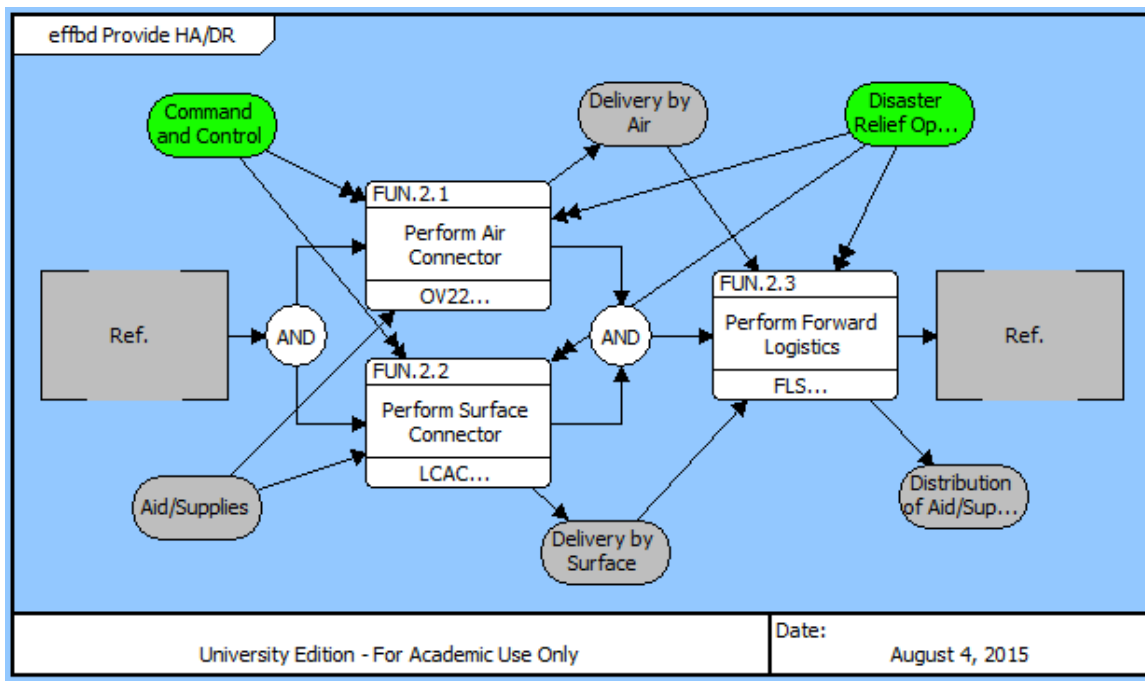 effbd Provide HA/DR
Command
and Control
Delivery by
Air
Disaster
Relief Op...
FUN.2.1
Perform Air
Connector
OV22...
Ref.
AND
AND
FUN.2.3
Perform Forward
Logistics
FLS...
Ref.
FUN.2.2
Perform Surface
Connector
LCAC...
Aid/Supplies
Delivery by
Surface
Distribution
of Aid/Sup...
University Edition - For Academic Use Only
Date:
August 4, 2015